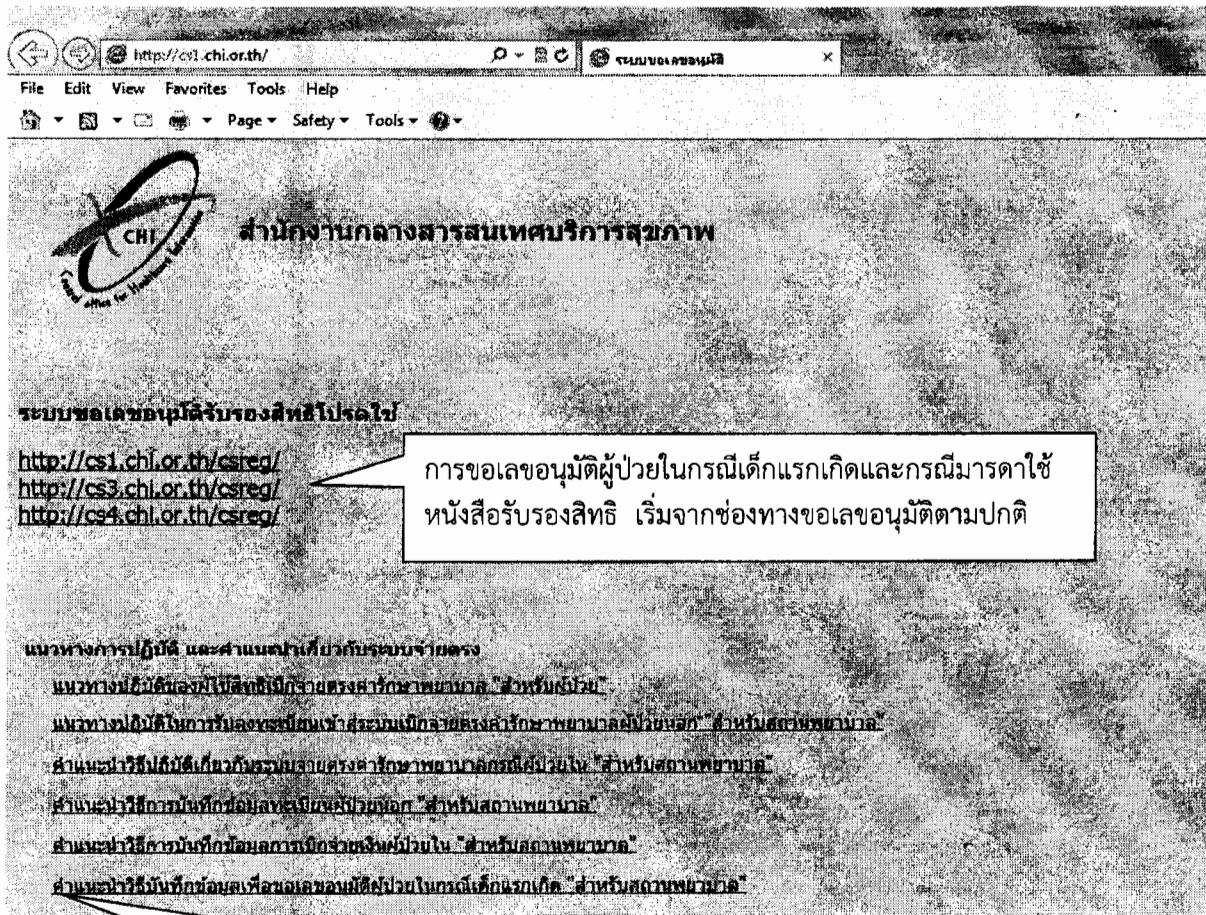 http://cs1.chi.or.th/
ระบบขอเลขอนุมัติ
File Edit View Favorites Tools Help
Page Safety Tools
CHI
Central office for Healthcare Information
สำนักงานกลางสารสนเทศบริการสุขภาพ
ระบบขอเลขอนุมัติรับรองสิทธิโปรดใช้
http://cs1.chi.or.th/csreg/
http://cs3.chi.or.th/csreg/
http://cs4.chi.or.th/csreg/
การขอเลขอนุมัติผู้ป่วยในกรณีเด็กแรกเกิดและกรณีมารดาใช้
หนังสือรับรองสิทธิ เริ่มจากช่องทางขอเลขอนุมัติตามปกติ
แนวทางการปฏิบัติ และคำแนะนำเกี่ยวกับระบบจ่ายตรง
แนวทางปฏิบัติของผู้ใช้สิทธิเบิกจ่ายตรงค่ารักษาพยาบาล "สำหรับผู้ป่วย"
แนวทางปฏิบัติในการรับลงทะเบียนเข้าสู่ระบบเบิกจ่ายตรงค่ารักษาพยาบาลผู้ป่วยนอก "สำหรับสถานพยาบาล"
คำแนะนำวิธีปฏิบัติเกี่ยวกับระบบจ่ายตรงค่ารักษาพยาบาลกรณีผู้ป่วยใน "สำหรับสถานพยาบาล"
คำแนะนำวิธีการบันทึกข้อมูลทะเบียนผู้ป่วยนอก "สำหรับสถานพยาบาล"
คำแนะนำวิธีการบันทึกข้อมูลการเบิกจ่ายเงินผู้ป่วยใน "สำหรับสถานพยาบาล"
คำแนะนำวิธีบันทึกข้อมูลเพื่อขอเลขอนุมัติผู้ป่วยในกรณีเด็กแรกเกิด "สำหรับสถานพยาบาล"